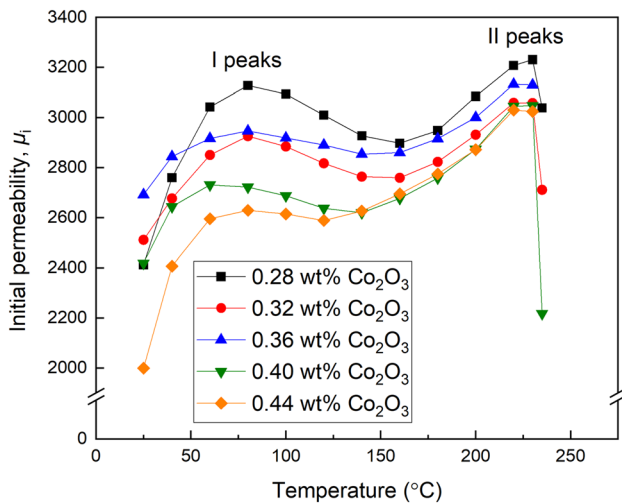 I peaks
II peaks
3400
3200
3000
2800
2600
2400
2200
2000
0
Initial permeability, μi
0.28 wt% Co2O3
0.32 wt% Co2O3
0.36 wt% Co2O3
0.40 wt% Co2O3
0.44 wt% Co2O3
0 50 100 150 200 250
Temperature (°C)